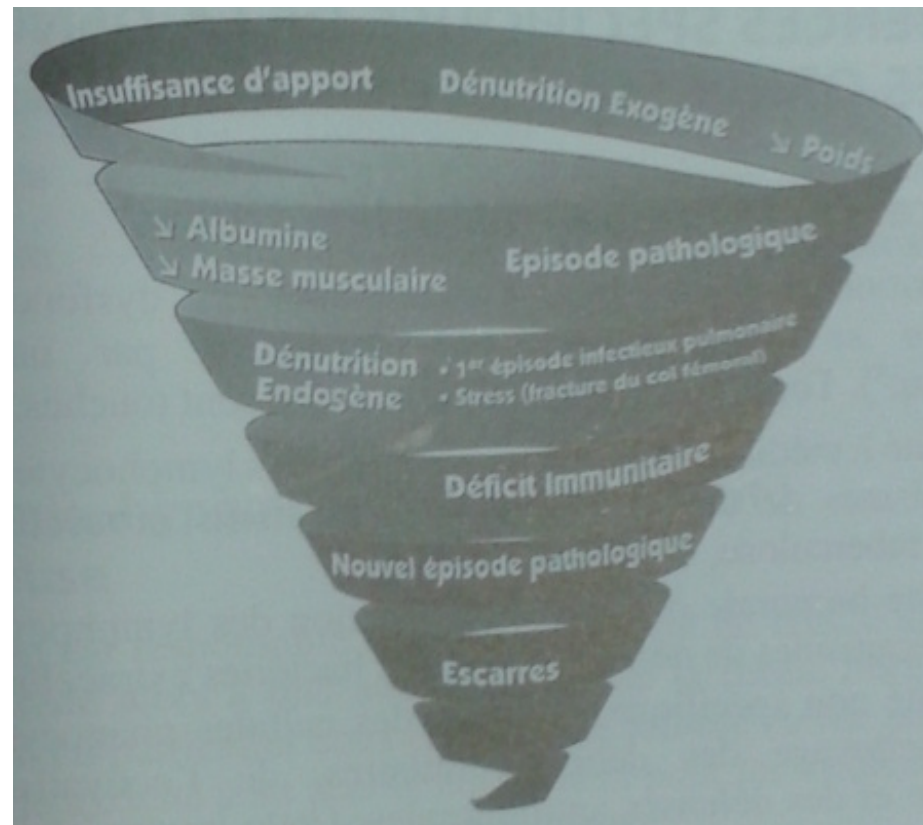 Insuffisance d'apport Dénutrition Exogène ↘ Poids
↘ Albumine
↘ Masse musculaire Episode pathologique
Dénutrition Endogène
• 1er épisode infectieux pulmonaire
• Stress (fracture du col fémoral)
Déficit Immunitaire
Nouvel épisode pathologique
Escarres